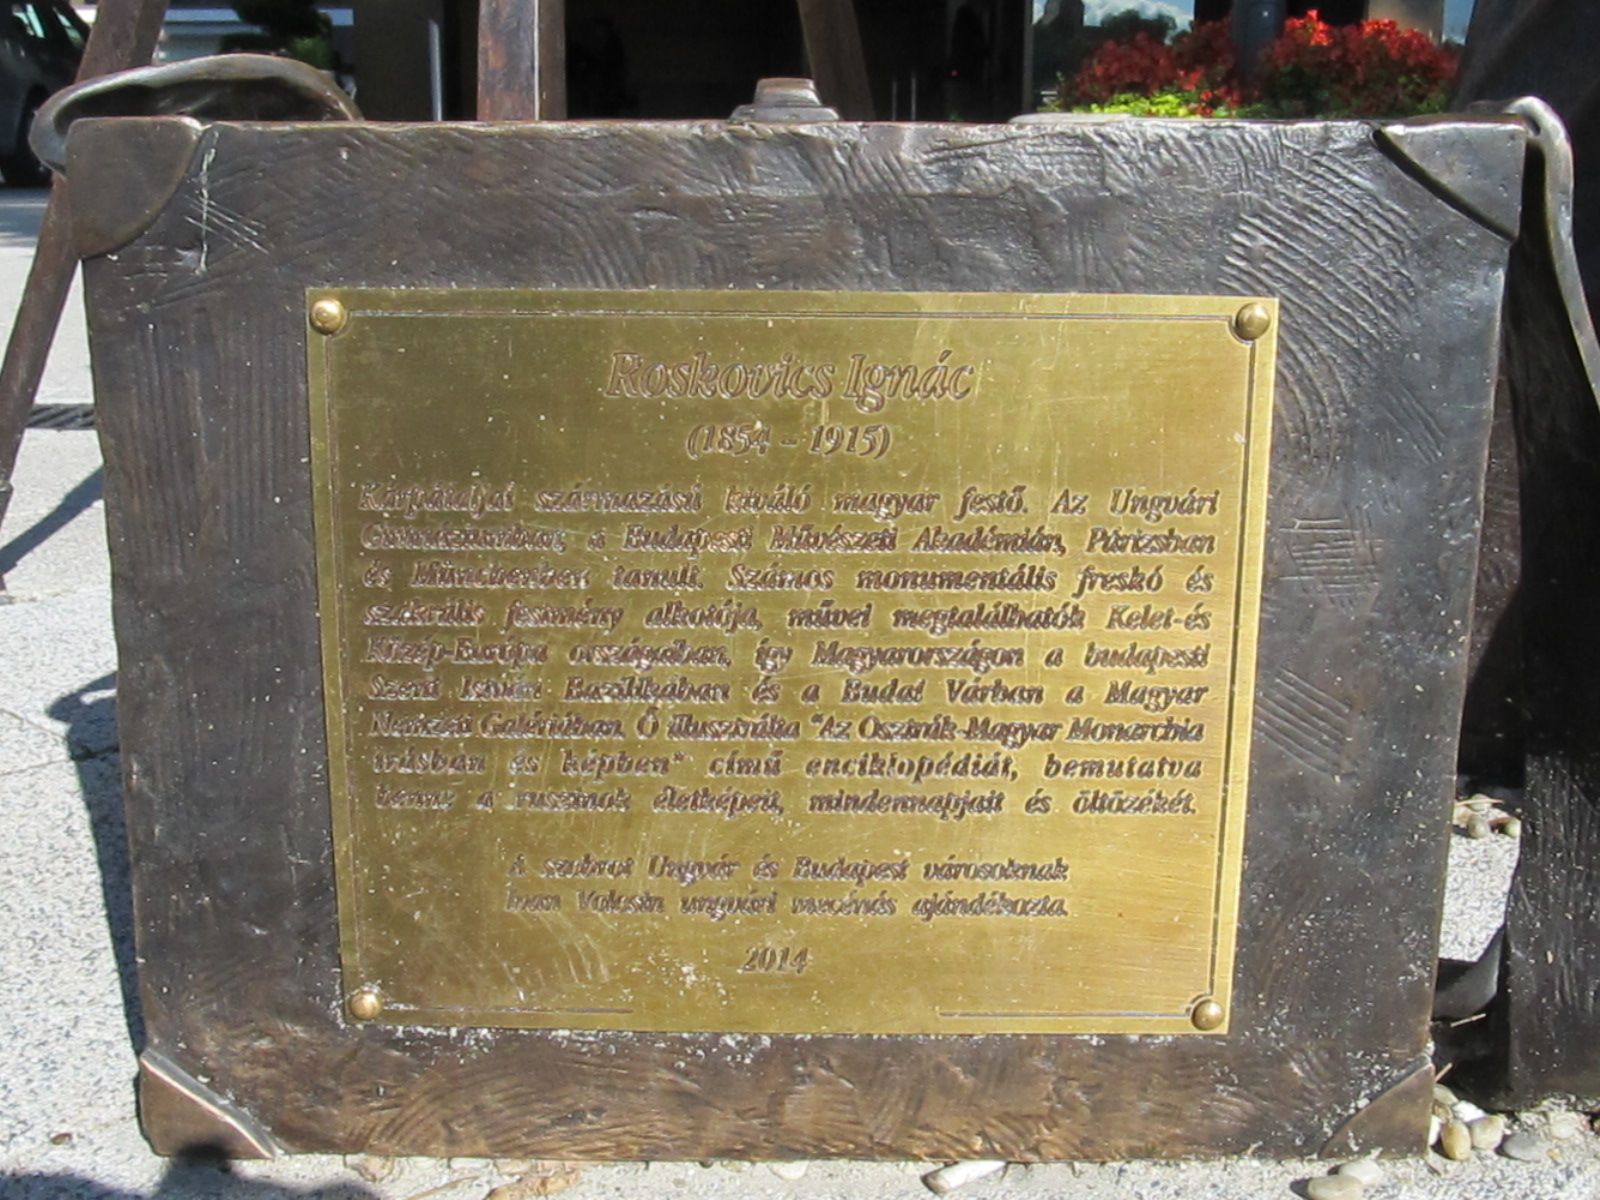 Roskovics Ignác
(1854 - 1915)
Kárpátaljai származású kiváló magyar festő. Az Ungvári
Gimnáziumban, a Budapesti Művészeti Akadémián, Párizsban
és Münchenben tanult. Számos monumentális freskó és
szakrális festmény alkotója, művei megtalálhatók Kelet-és
Közép-Európa országaiban, így Magyarországon a budapesti
Szent István Bazilikában és a Budai Várban a Magyar
Nemzeti Galériában. Ő illusztrálta "Az Osztrák-Magyar Monarchia
írásban és képben" című enciklopédiát, bemutatva
benne a ruszinok életképeit, mindennapjait és öltözékét.
A szobrot Ungvár és Budapest városoknak
Ivan Volosin ungvári mecénás ajándékozta.
2014